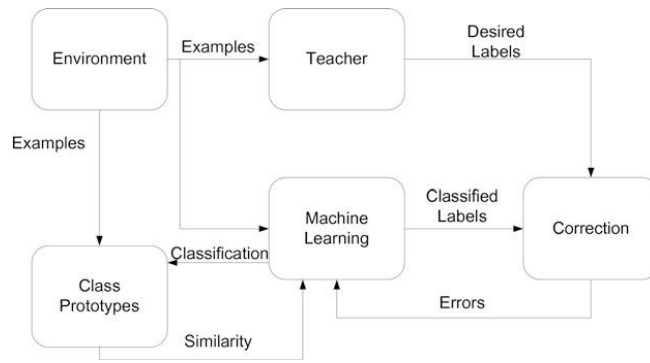 Environment
Examples
Teacher
Desired
Labels
Examples
Machine
Learning
Classified
Labels
Correction
Classification
Class
Prototypes
Errors
Similarity